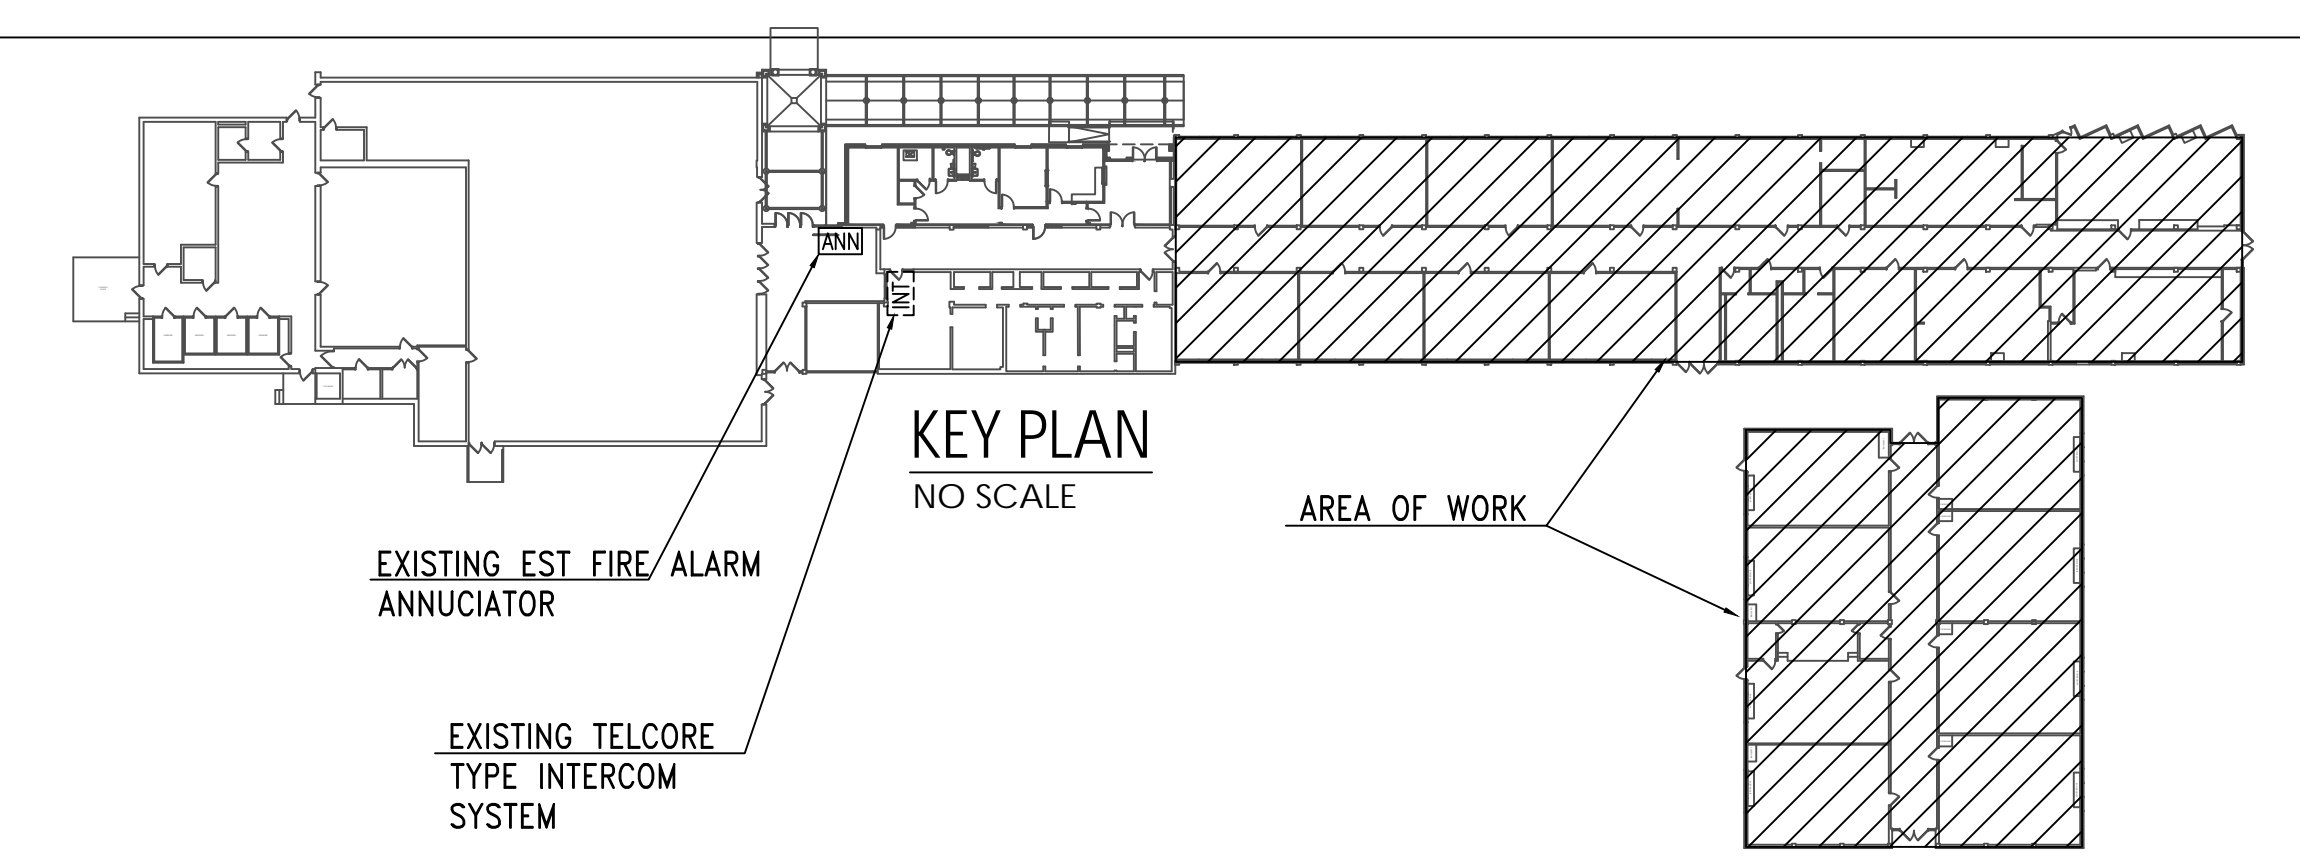 ANN
INT
KEY PLAN
NO SCALE
AREA OF WORK
EXISTING EST FIRE ALARM
ANNUCIATOR
EXISTING TELCORE
TYPE INTERCOM
SYSTEM